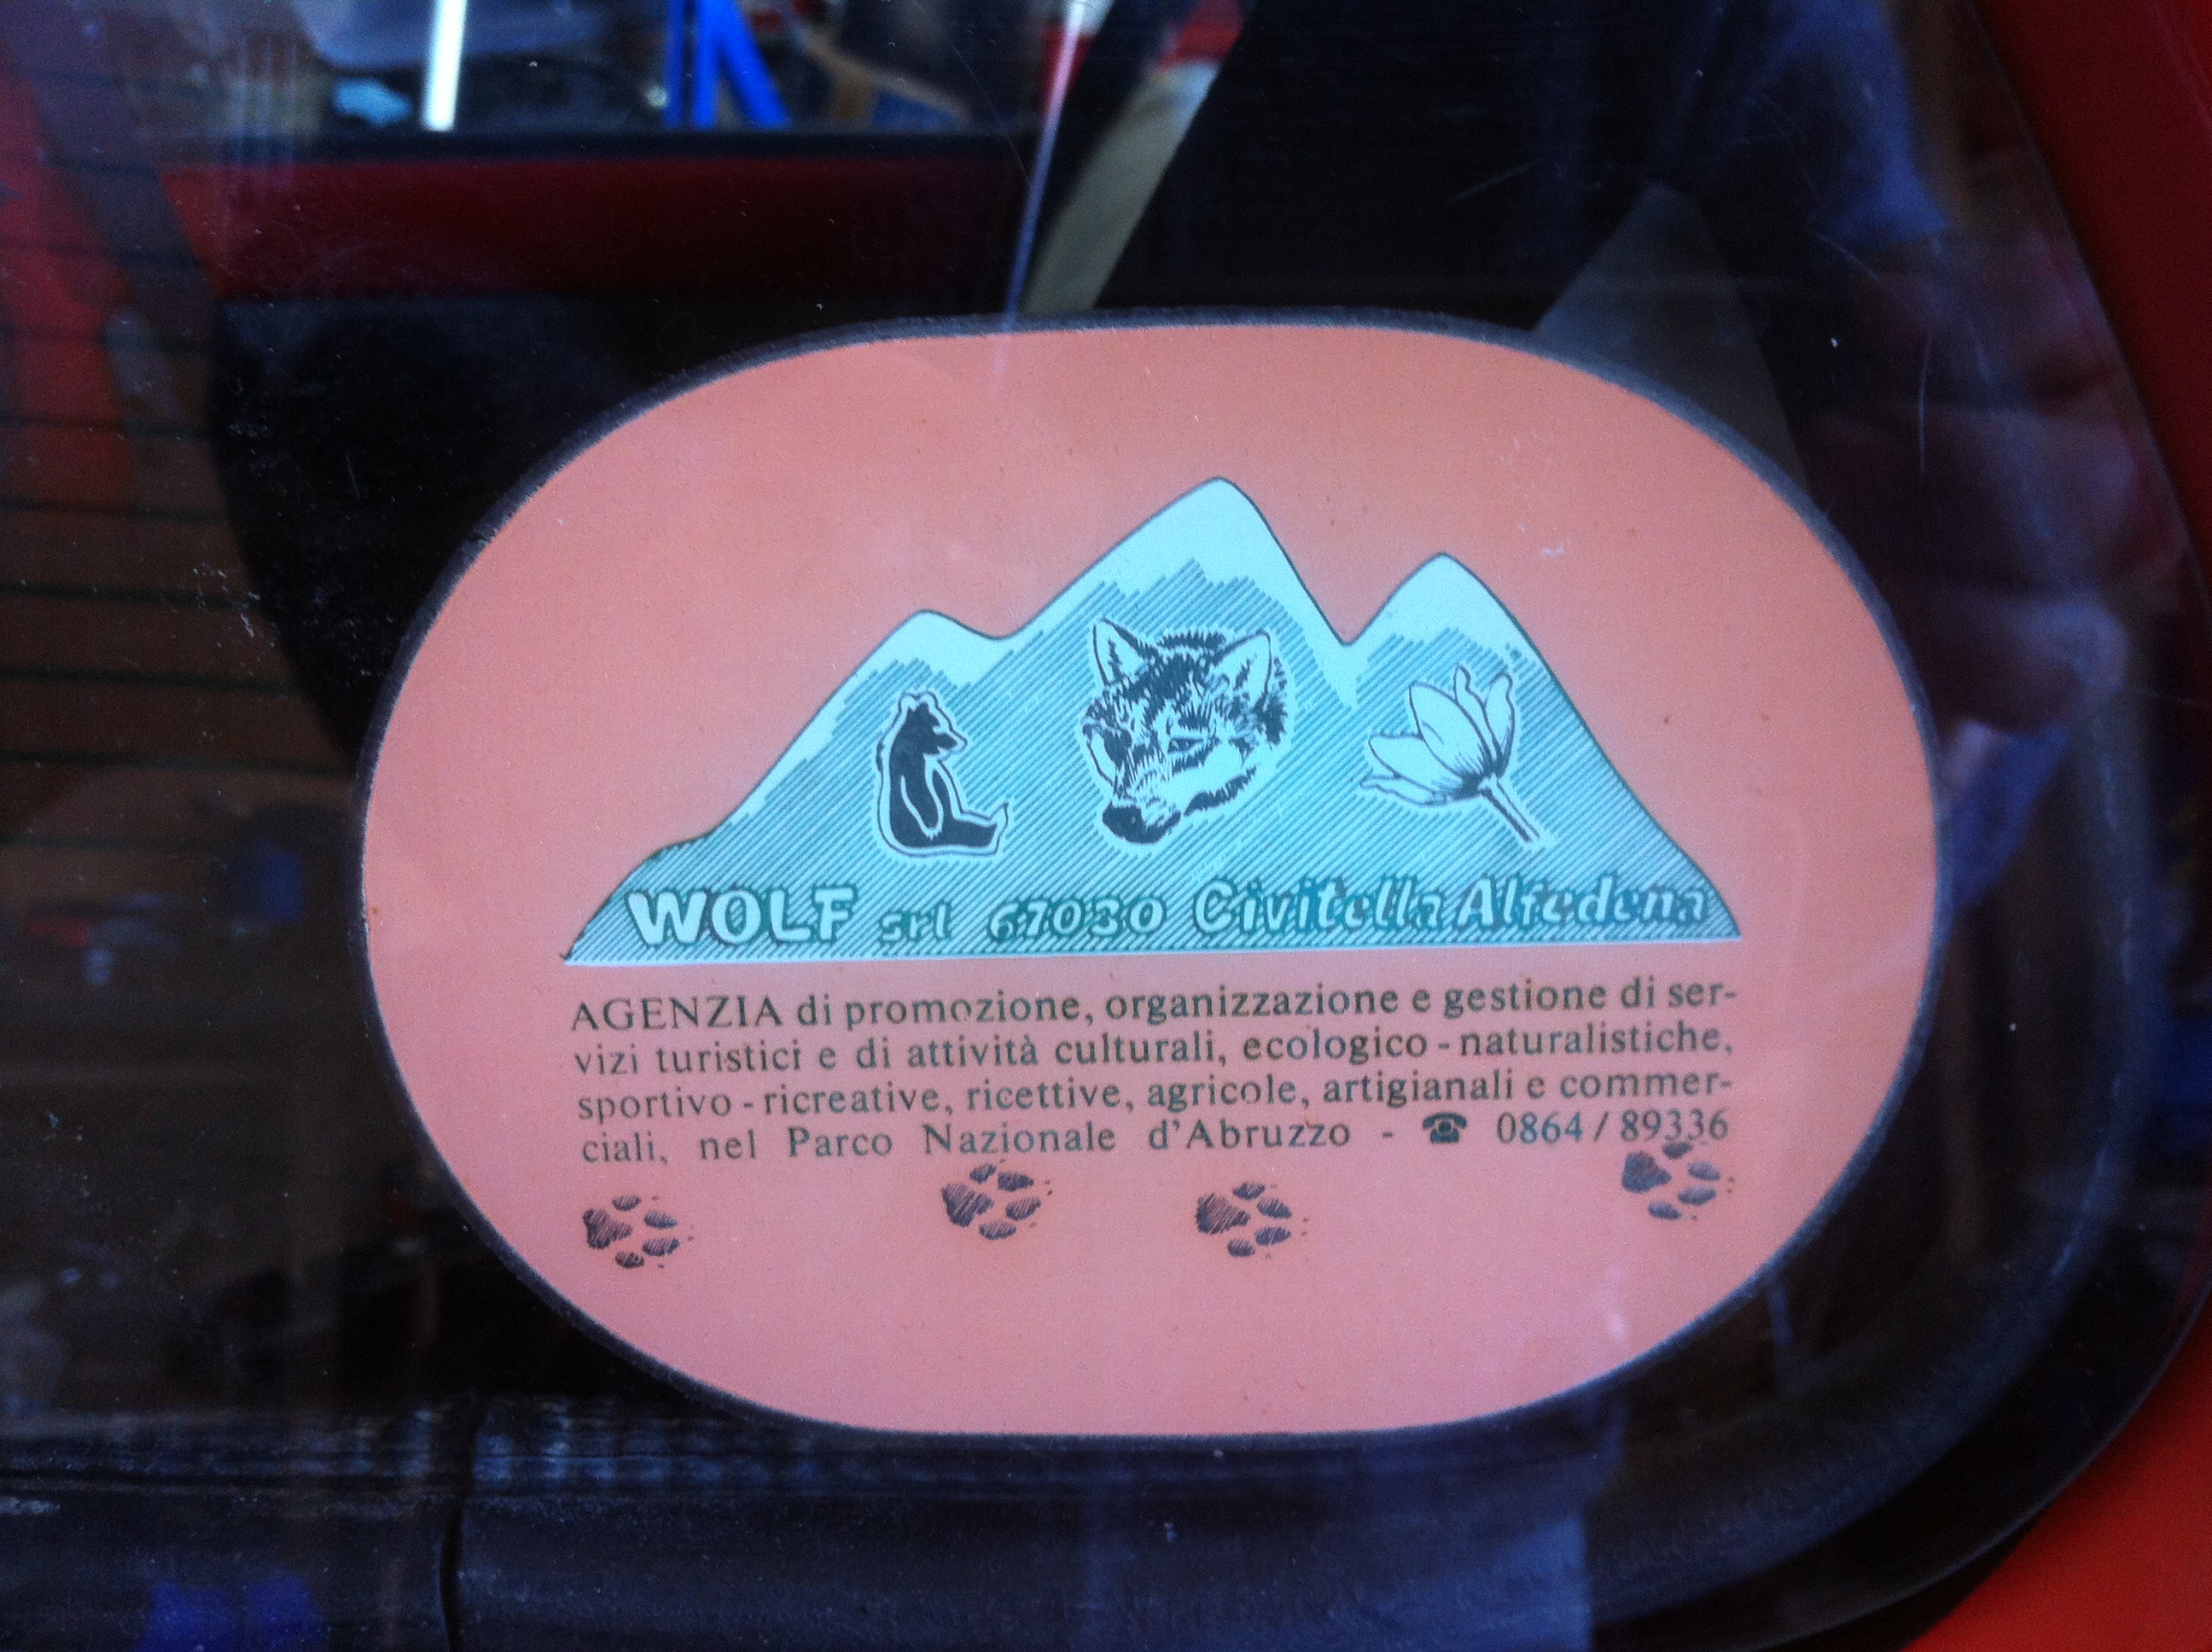 WOLF srl 67030 Civitella Alfedena
AGENZIA di promozione, organizzazione e gestione di ser-
vizi turistici e di attività culturali, ecologico - naturalistiche,
sportivo - ricreative, ricettive, agricole, artigianali e commer-
ciali, nel Parco Nazionale d'Abruzzo - ☎ 0864 / 89336